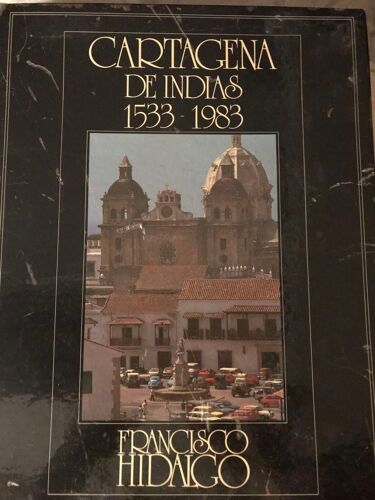 CARTAGENA
DE INDIAS
1533-1983
FRANCISCO
HIDALGO